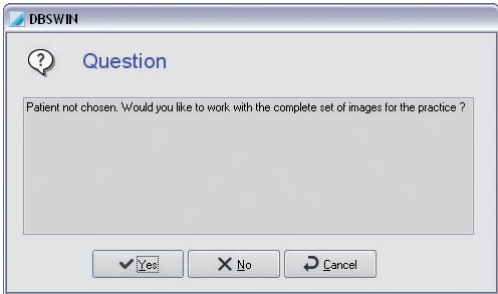 DBSWIN
Question
Patient not chosen. Would you like to work with the complete set of images for the practice ?
Yes
No
Cancel